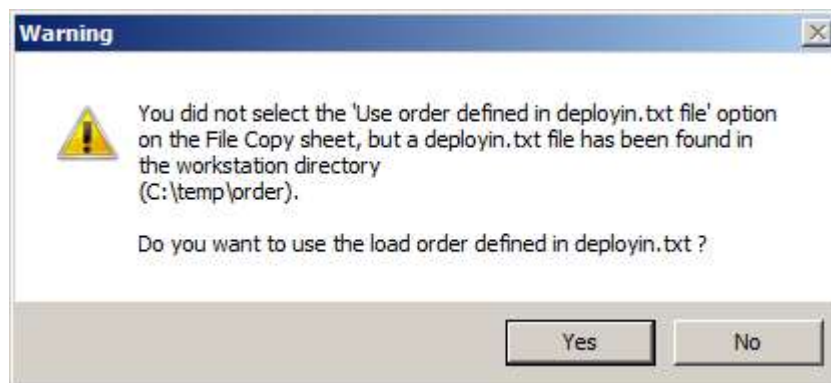 Warning
You did not select the 'Use order defined in deployin.txt file' option
on the File Copy sheet, but a deployin.txt file has been found in
the workstation directory
(C:\temp\order).
Do you want to use the load order defined in deployin.txt ?
Yes
No